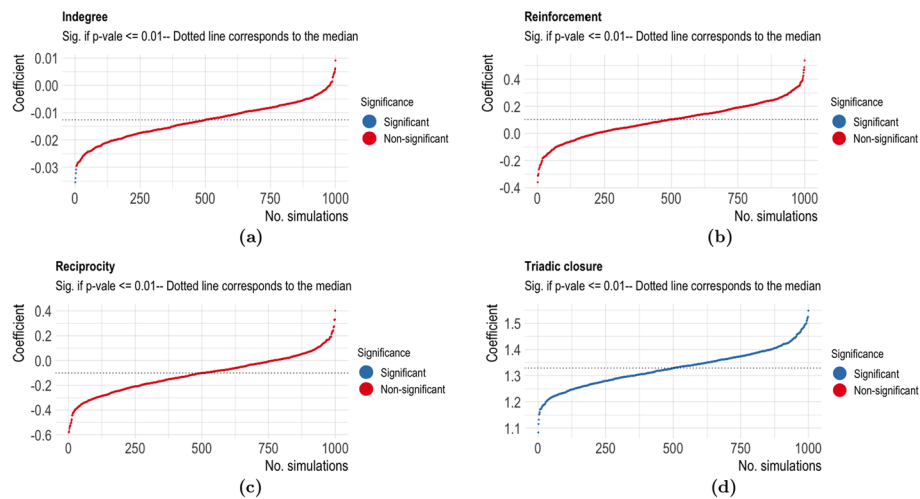 Indegree
Sig. if p-vale <= 0.01-- Dotted line corresponds to the median
Coefficient
0.01
0.00
-0.01
-0.02
-0.03
0
250
500
750
1000
No. simulations
Significance
Significant
Non-significant
(a)
Reinforcement
Sig. if p-vale <= 0.01-- Dotted line corresponds to the median
Coefficient
0.4
0.2
0.0
-0.2
-0.4
0
250
500
750
1000
No. simulations
Significance
Significant
Non-significant
(b)
Reciprocity
Sig. if p-vale <= 0.01-- Dotted line corresponds to the median
Coefficient
0.4
0.2
0.0
-0.2
-0.4
-0.6
0
250
500
750
1000
No. simulations
Significance
Significant
Non-significant
(c)
Triadic closure
Sig. if p-vale <= 0.01-- Dotted line corresponds to the median
Coefficient
1.5
1.4
1.3
1.2
1.1
0
250
500
750
1000
No. simulations
Significance
Significant
Non-significant
(d)